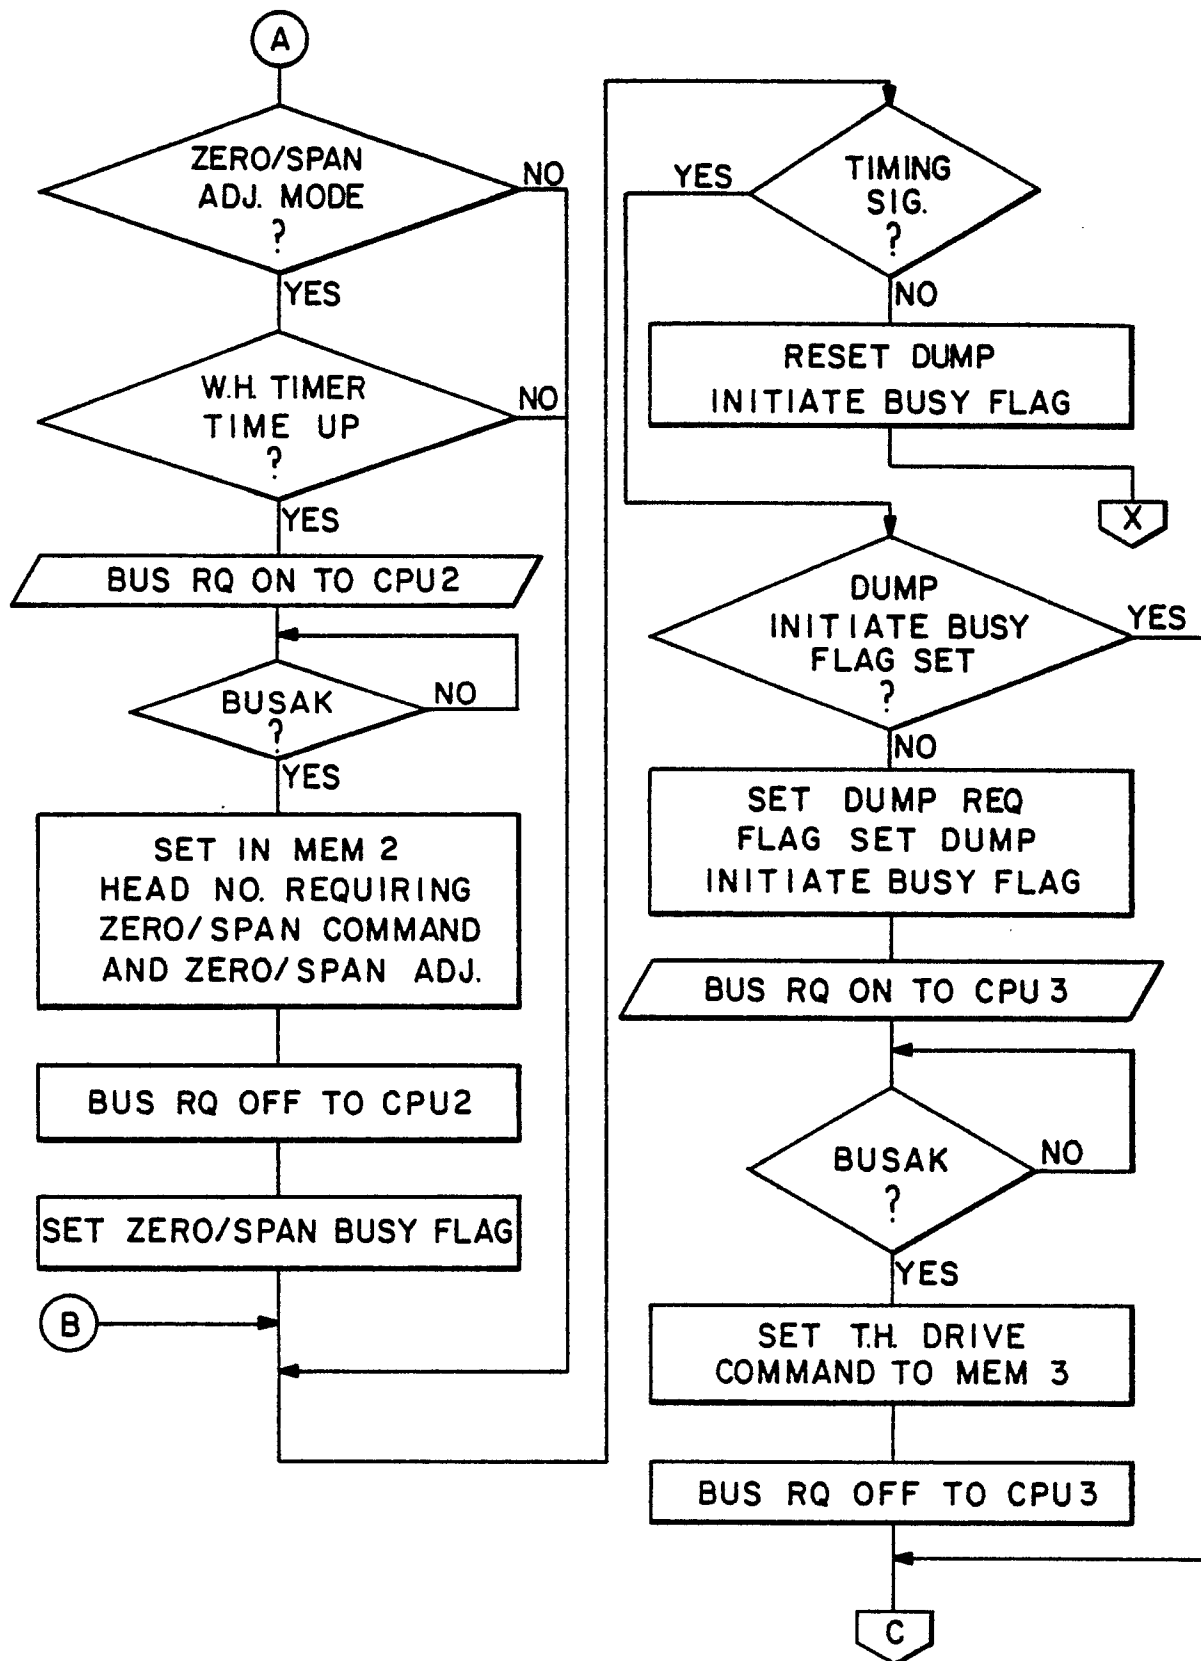 A
ZERO/SPAN
ADJ. MODE
?
NO
YES
W.H. TIMER
TIME UP
?
NO
YES
BUS RQ ON TO CPU2
BUSAK
?
NO
YES
SET IN MEM 2
HEAD NO. REQUIRING
ZERO/SPAN COMMAND
AND ZERO/SPAN ADJ.
BUS RQ OFF TO CPU2
SET ZERO/SPAN BUSY FLAG
B
TIMING
SIG.
?
YES
NO
RESET DUMP
INITIATE BUSY FLAG
X
DUMP
INITIATE BUSY
FLAG SET
?
YES
NO
SET DUMP REQ
FLAG SET DUMP
INITIATE BUSY FLAG
BUS RQ ON TO CPU3
BUSAK
?
NO
YES
SET T.H. DRIVE
COMMAND TO MEM 3
BUS RQ OFF TO CPU3
C